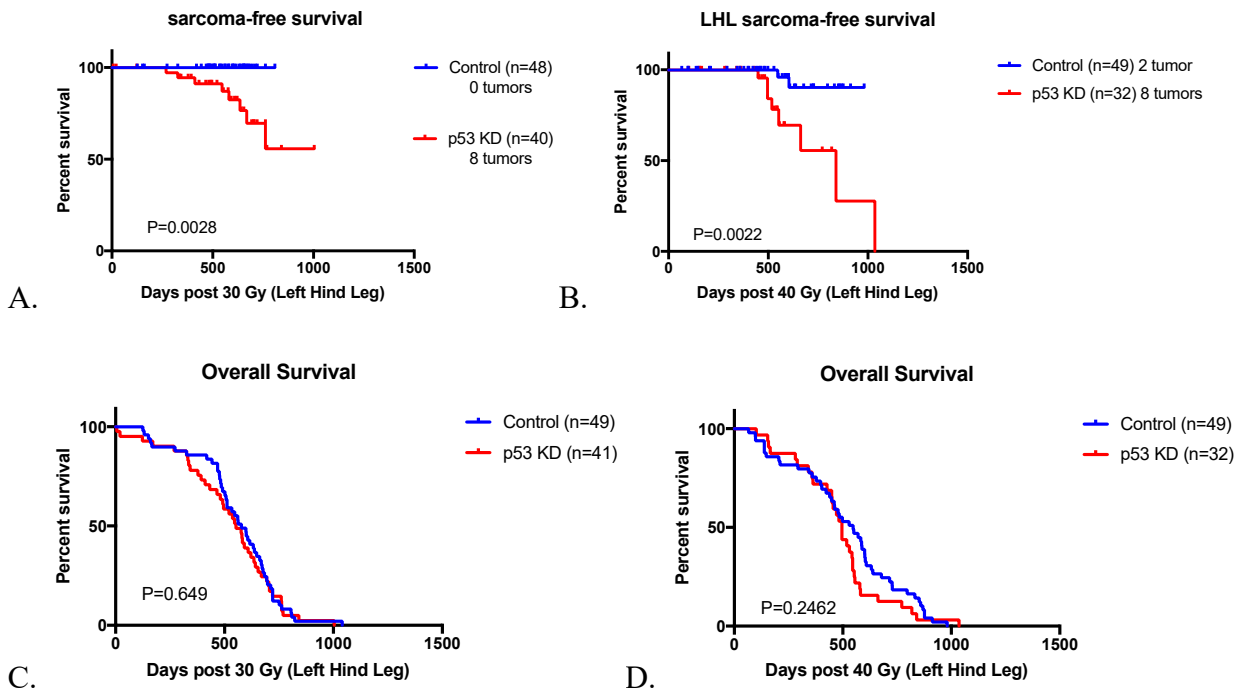 sarcoma-free survival
Percent survival
100
50
0
0
500
1000
1500
P=0.0028
Days post 30 Gy (Left Hind Leg)
Control (n=48)
0 tumors
p53 KD (n=40)
8 tumors
A.
LHL sarcoma-free survival
Percent survival
100
50
0
0
500
1000
1500
P=0.0022
Days post 40 Gy (Left Hind Leg)
Control (n=49) 2 tumor
p53 KD (n=32) 8 tumors
B.
Overall Survival
Percent survival
100
50
0
0
500
1000
1500
P=0.649
Days post 30 Gy (Left Hind Leg)
Control (n=49)
p53 KD (n=41)
C.
Overall Survival
Percent survival
100
50
0
0
500
1000
1500
P=0.2462
Days post 40 Gy (Left Hind Leg)
Control (n=49)
p53 KD (n=32)
D.